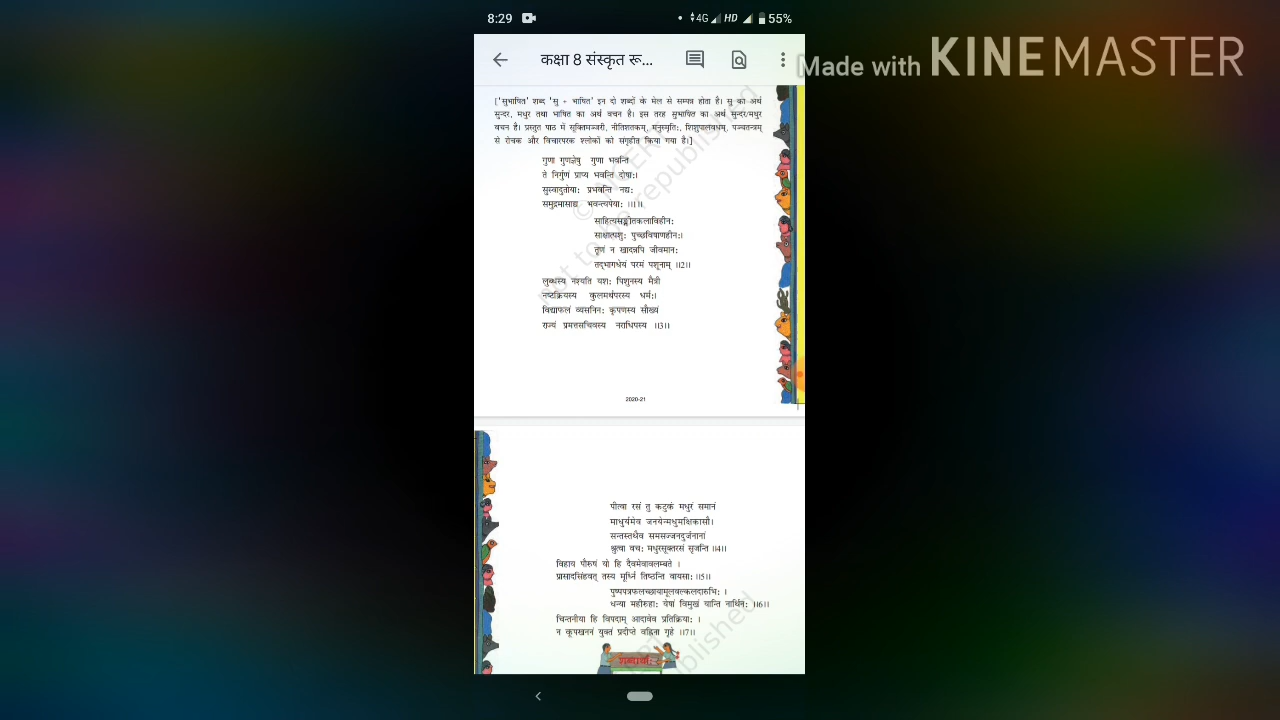 8:29
4G HD 55%
Made with KINEMASTER
कक्षा 8 संस्कृत रू...
['सुभाषित' शब्द 'सु + भाषित' इन दो शब्दों के मेल से सम्पन्न होता है। सु का अर्थ
सुन्दर, मधुर तथा भाषित का अर्थ वचन है। इस तरह सुभाषित का अर्थ सुन्दर/मधुर
वचन है। प्रस्तुत पाठ में सूक्तिमञ्जरी, नीतिशतकम्, मनुस्मृतिः, शिशुपालवधम्, पञ्चतन्त्रम्
से रोचक और विचारपरक श्लोकों को संगृहीत किया गया है।]
गुणा गुणज्ञेषु गुणा भवन्ति
ते निर्गुणं प्राप्य भवन्ति दोषाः।
सुस्वादुतोयाः प्रभवन्ति नद्यः
समुद्रमासाद्य भवन्त्यपेयाः ।।1।।
साहित्यसङ्गीतकलाविहीनः
साक्षात्पशुः पुच्छविषाणहीनः।
तृणं न खादन्नपि जीवमानः
तद्भागधेयं परमं पशूनाम् ।।2।।
लुब्धस्य नश्यति यशः पिशुनस्य मैत्री
नष्टक्रियस्य कुलमर्थपरस्य धर्मः।
विद्याफलं व्यसनिनः कृपणस्य सौख्यं
राज्यं प्रमत्तसचिवस्य नराधिपस्य ।।3।।
2020-21
पीत्वा रसं तु कटुकं मधुरं समानं
माधुर्यमेव जनयेन्मधुमक्षिकासौ।
सन्तस्तथैव समसज्जनदुर्जनानां
श्रुत्वा वचः मधुरसूक्तरसं सृजन्ति ।।4।।
विहाय पौरुषं यो हि दैवमेवावलम्बते ।
प्रासादसिंहवत् तस्य मूर्ध्नि तिष्ठन्ति वायसाः ।।5।।
पुष्पपत्रफलच्छायामूलवल्कलदारुभिः ।
धन्या महीरुहाः येषां विमुखं यान्ति नार्थिनः ।।6।।
चिन्तनीया हि विपदाम् आदावेव प्रतिक्रियाः ।
न कूपखननं युक्तं प्रदीप्ते वह्निना गृहे ।।7।।
शब्दार्थाः